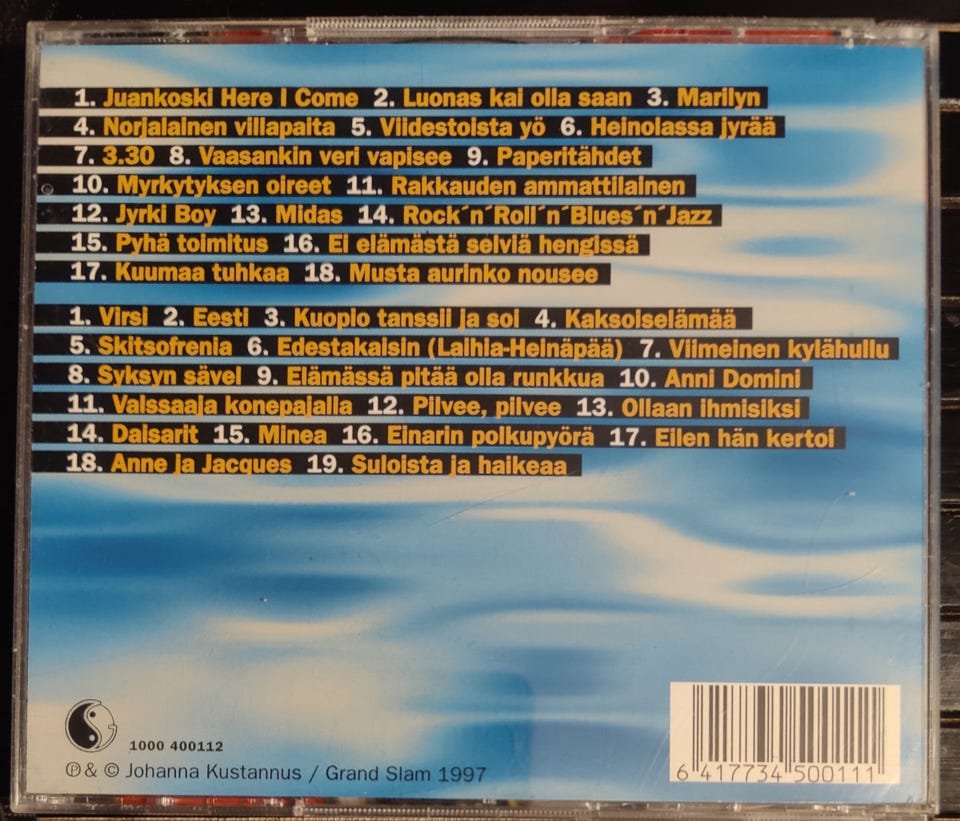 1. Juankoski Here I Come 2. Luonas kai olla saan 3. Marilyn
4. Norjalainen villapaita 5. Viidestoista yö 6. Heinolassa jyrää
7. 3.30 8. Vaasankin veri vapisee 9. Paperitähdet
10. Myrkytyksen oireet 11. Rakkauden ammattilainen
12. Jyrki Boy 13. Midas 14. Rock´n´Roll´n´Blues´n´Jazz
15. Pyhä toimitus 16. Ei elämästä selviä hengissä
17. Kuumaa tuhkaa 18. Musta aurinko nousee
1. Virsi 2. Eesti 3. Kuopio tanssii ja soi 4. Kaksoiselämää
5. Skitsofrenia 6. Edestakaisin (Laihia-Heinäpää) 7. Viimeinen kylähullu
8. Syksyn sävel 9. Elämässä pitää olla runkkua 10. Anni Domini
11. Valssaaja konepajalla 12. Pilvee, pilvee 13. Ollaan ihmisiksi
14. Daisarit 15. Minea 16. Einarin polkupyörä 17. Eilen hän kertoi
18. Anne ja Jacques 19. Suloista ja haikeaa
1000 400112
℗ & © Johanna Kustannus / Grand Slam 1997
6 417734 500111